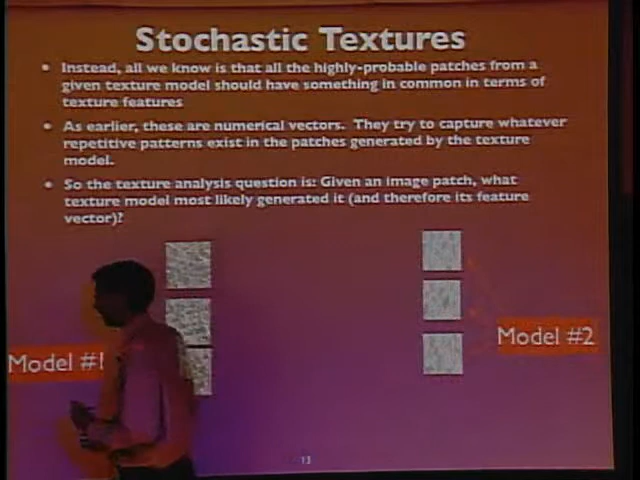 Stochastic Textures
• Instead, all we know is that all the highly-probable patches from a
given texture model should have something in common in terms of
texture features
• As earlier, these are numerical vectors. They try to capture whatever
repetitive patterns exist in the patches generated by the texture
model.
• So the texture analysis question is: Given an image patch, what
texture model most likely generated it (and therefore its feature
vector)?
Model #2
Model #1
13